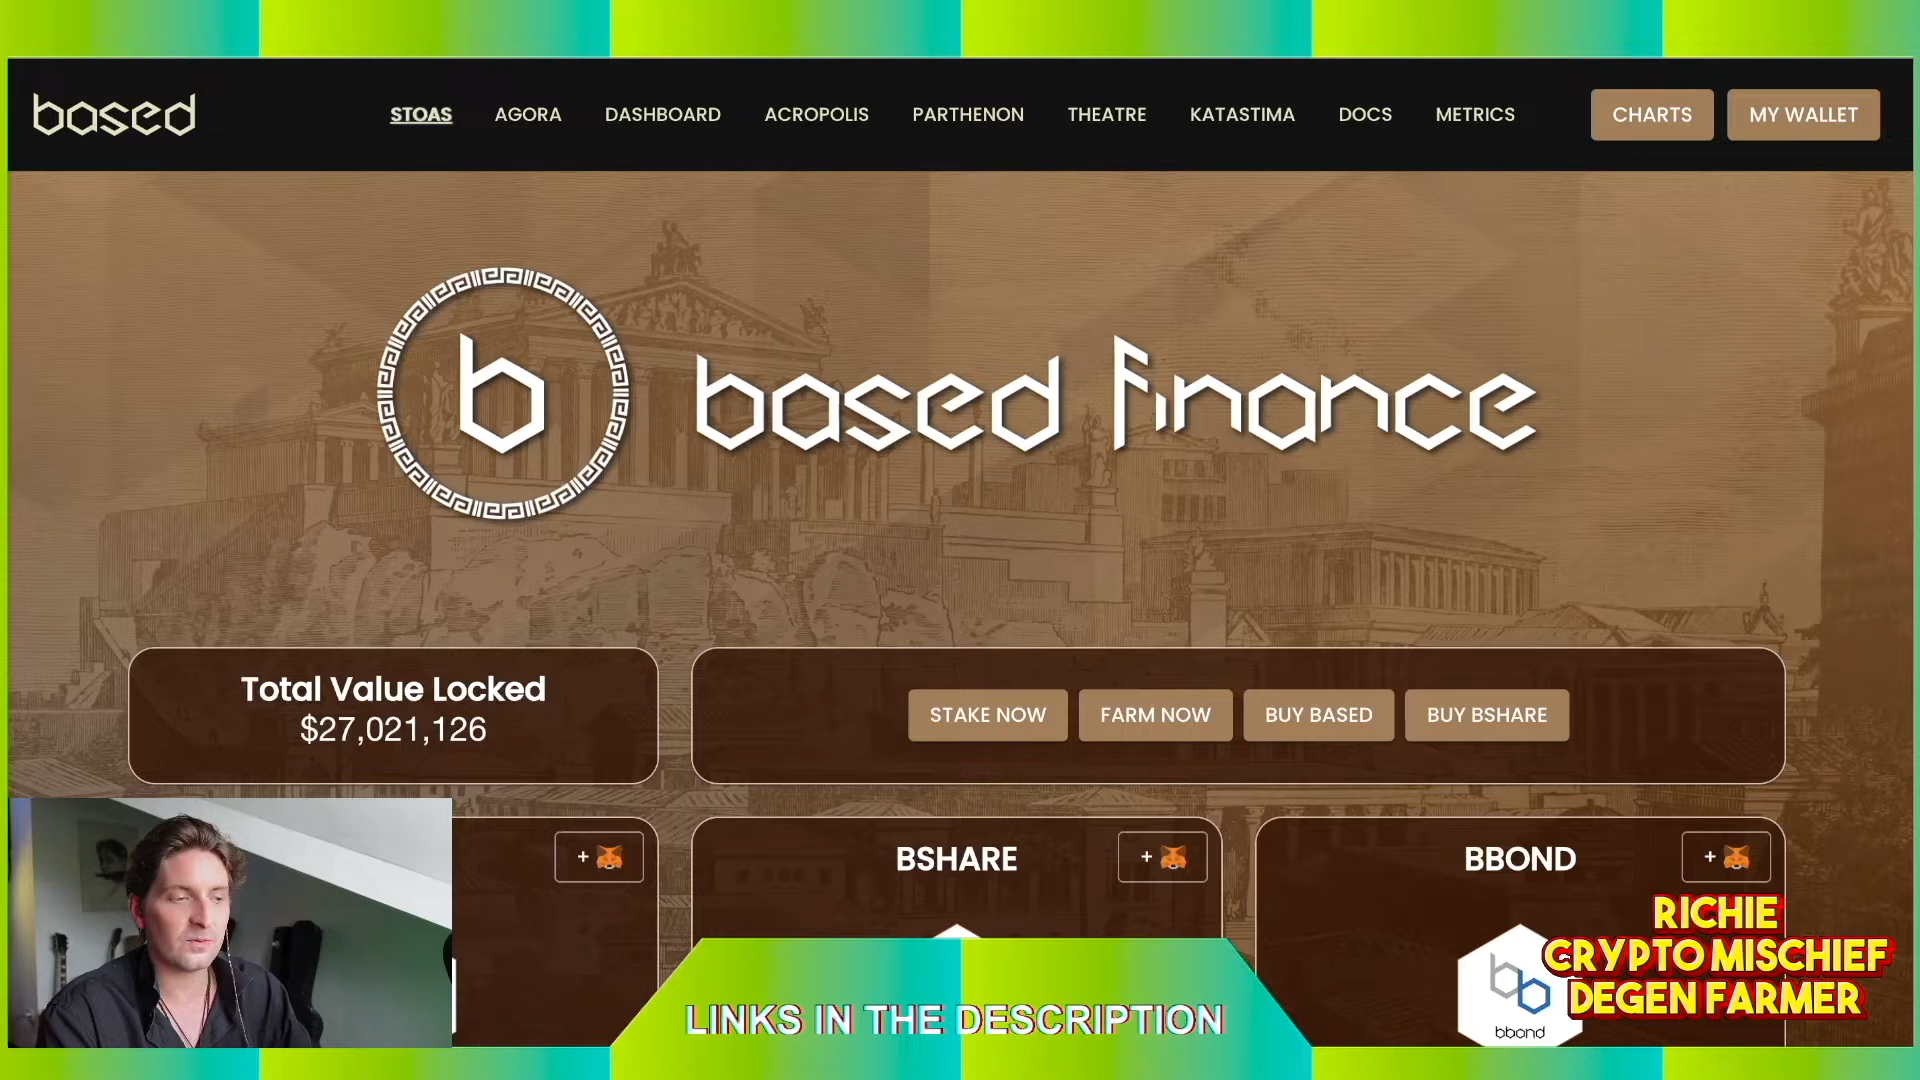 based
STOAS AGORA DASHBOARD ACROPOLIS PARTHENON THEATRE KATASTIMA DOCS METRICS CHARTS MY WALLET
b based finance
Total Value Locked
$27,021,126
STAKE NOW FARM NOW BUY BASED BUY BSHARE
+
BSHARE +
BBOND +
bb
bbond
RICHIE
CRYPTO MISCHIEF
DEGEN FARMER
LINKS IN THE DESCRIPTION